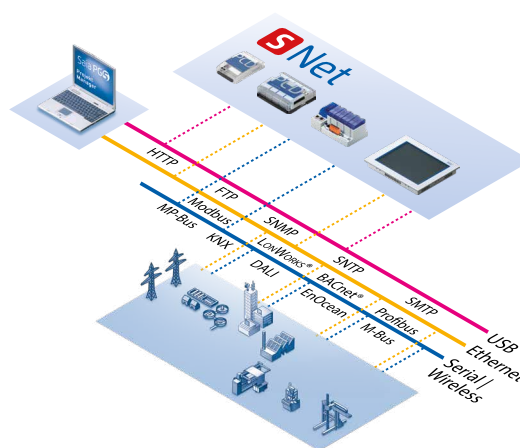 Saia PG5
Project
Manager
S Net
HTTP
FTP
SNMP
SNTP
SMTP
USB
Modbus
LonWorks®
BACnet®
Profibus
Ethernet
MP-Bus
KNX
DALI
EnOcean
M-Bus
Serial |
Wireless
PCD